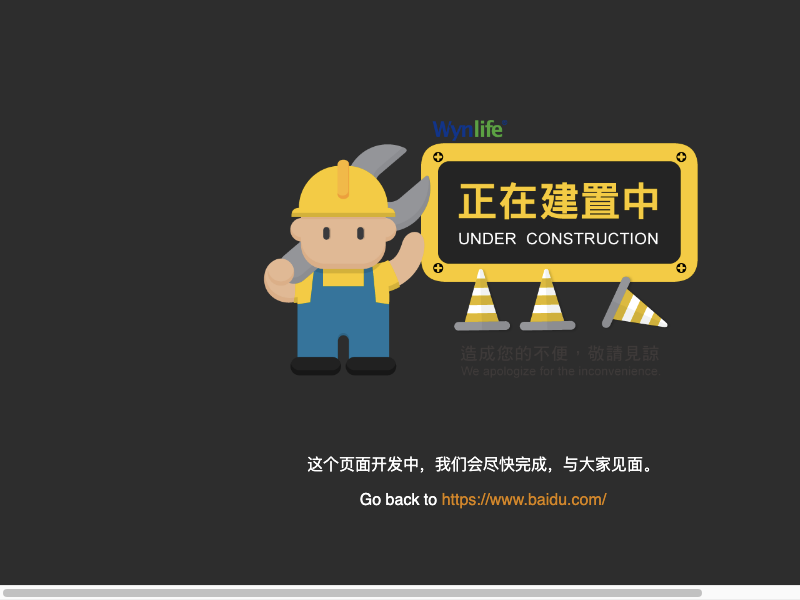 Wynlife
正在建置中
UNDER CONSTRUCTION
造成您的不便，敬請見諒
We apologize for the inconvenience.
这个页面开发中，我们会尽快完成，与大家见面。
Go back to https://www.baidu.com/